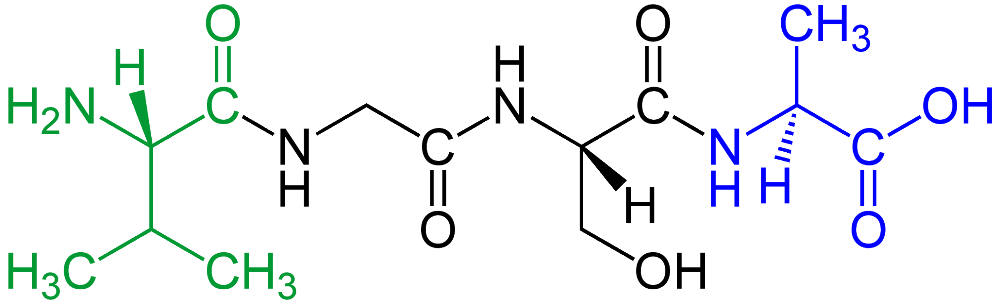 O O CH3
H H
H2N C N C OH
N C N C
H H H
H
O O
H3C CH3 OH